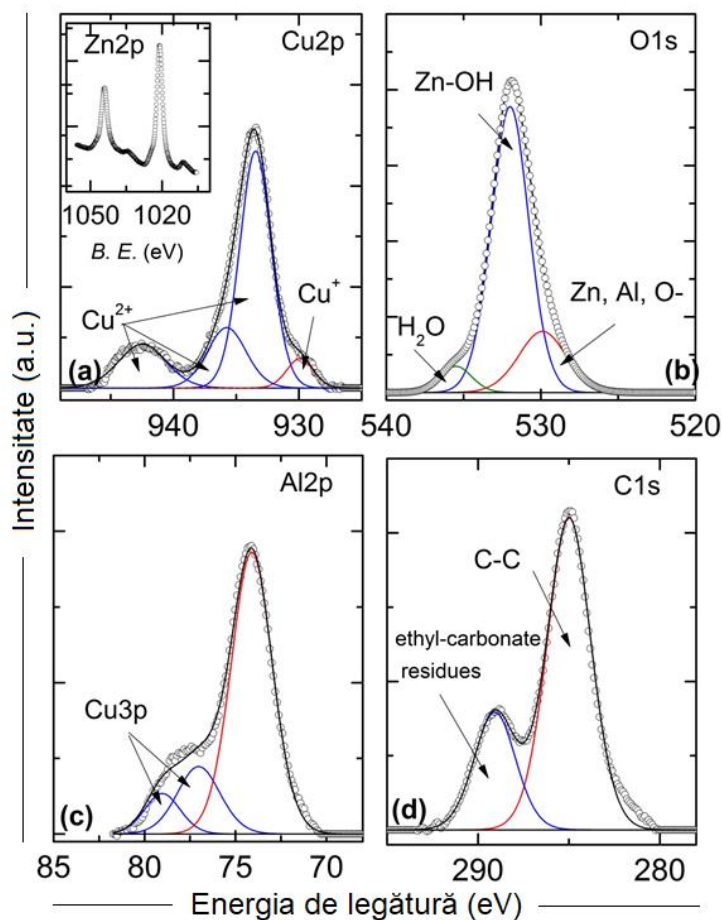 Zn2p
Cu2p
1050 1020
B. E. (eV)
Cu2+
Cu+
(a)
940 930
O1s
Zn-OH
Zn, Al, O-
H2O
(b)
540 530 520
Intensitate (a.u.)
Al2p
Cu3p
(c)
85 80 75 70
C1s
C-C
ethyl-carbonate
residues
(d)
290 280
Energia de legătură (eV)